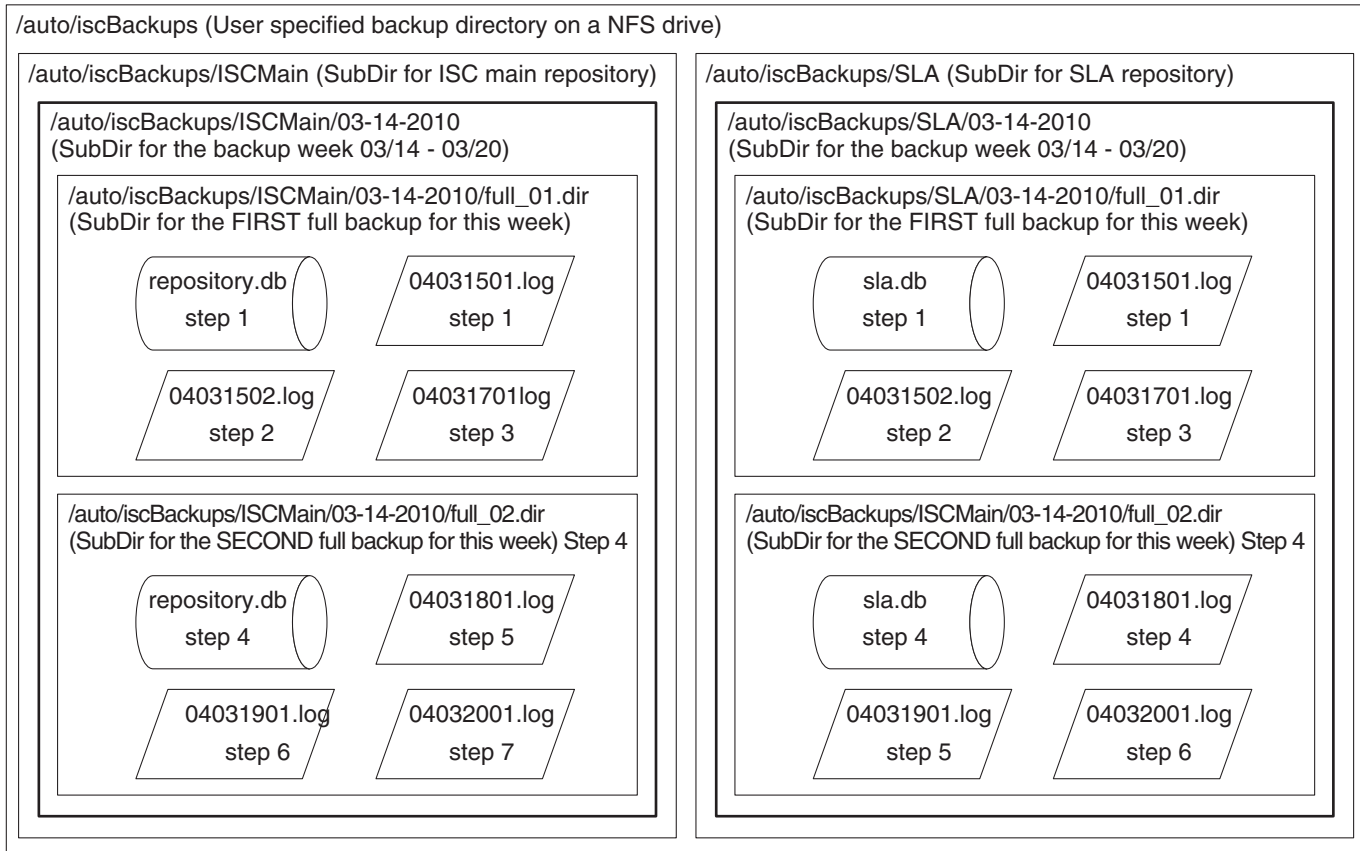 /auto/iscBackups (User specified backup directory on a NFS drive)
/auto/iscBackups/ISCMain (SubDir for ISC main repository)
/auto/iscBackups/ISCMain/03-14-2010
(SubDir for the backup week 03/14 - 03/20)
/auto/iscBackups/ISCMain/03-14-2010/full_01.dir
(SubDir for the FIRST full backup for this week)
repository.db
step 1
04031501.log
step 1
04031502.log
step 2
04031701log
step 3
/auto/iscBackups/ISCMain/03-14-2010/full_02.dir
(SubDir for the SECOND full backup for this week) Step 4
repository.db
step 4
04031801.log
step 5
04031901.log
step 6
04032001.log
step 7
/auto/iscBackups/SLA (SubDir for SLA repository)
/auto/iscBackups/SLA/03-14-2010
(SubDir for the backup week 03/14 - 03/20)
/auto/iscBackups/SLA/03-14-2010/full_01.dir
(SubDir for the FIRST full backup for this week)
sla.db
step 1
04031501.log
step 1
04031502.log
step 2
04031701.log
step 3
/auto/iscBackups/ISCMain/03-14-2010/full_02.dir
(SubDir for the SECOND full backup for this week) Step 4
sla.db
step 4
04031801.log
step 4
04031901.log
step 5
04032001.log
step 6